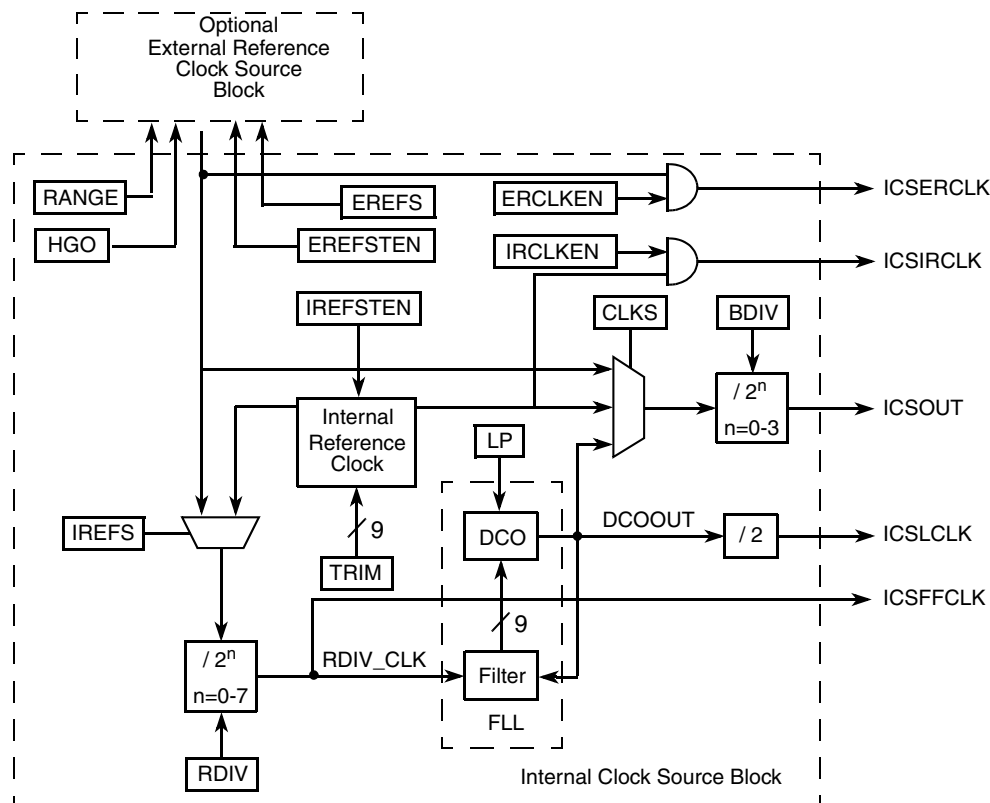 Optional
External Reference
Clock Source
Block
RANGE
HGO
EREFS
EREFSTEN
ERCLKEN
IRCLKEN
ICSERCLK
ICSIRCLK
IREFSTEN
CLKS
BDIV
Internal
Reference
Clock
/ 2n
n=0-3
ICSOUT
LP
IREFS
9
TRIM
DCO
DCOOUT
/ 2
ICSLCLK
ICSFFCLK
9
/ 2n
n=0-7
RDIV_CLK
Filter
FLL
RDIV
Internal Clock Source Block